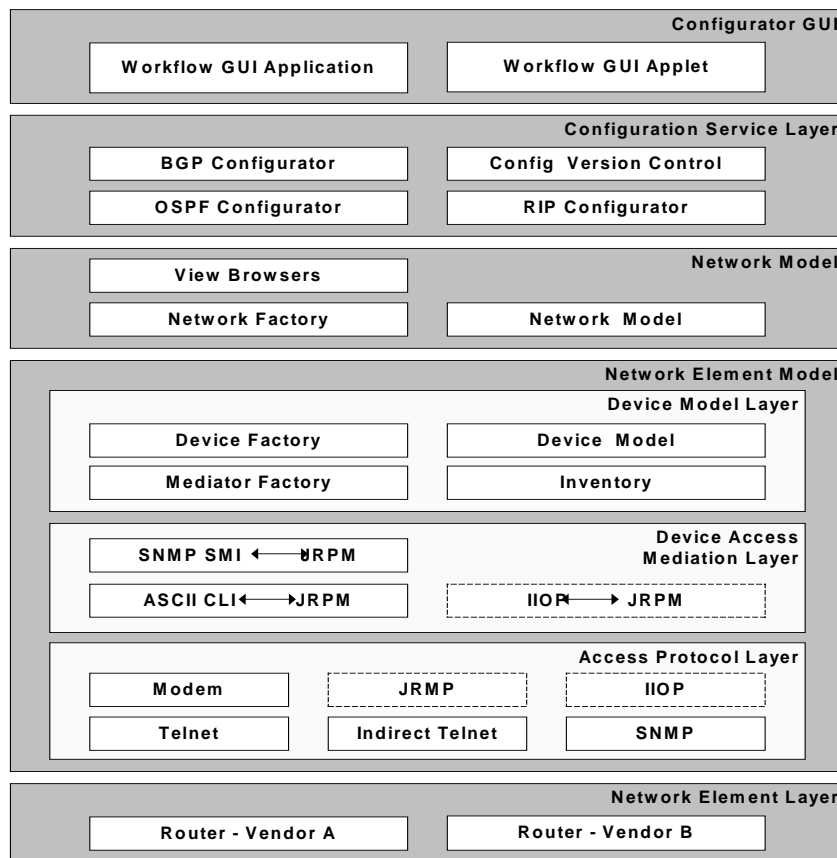 Configurator GUI
Workflow GUI Application
Workflow GUI Applet
Configuration Service Layer
BGP Configurator
Config Version Control
OSPF Configurator
RIP Configurator
Network Model
View Browsers
Network Factory
Network Model
Network Element Model
Device Model Layer
Device Factory
Device Model
Mediator Factory
Inventory
Device Access
Mediation Layer
SNMP SMI JRPM
ASCII CLI JRPM
IIOP JRPM
Access Protocol Layer
Modem
JRMP
IIOP
Telnet
Indirect Telnet
SNMP
Network Element Layer
Router - Vendor A
Router - Vendor B